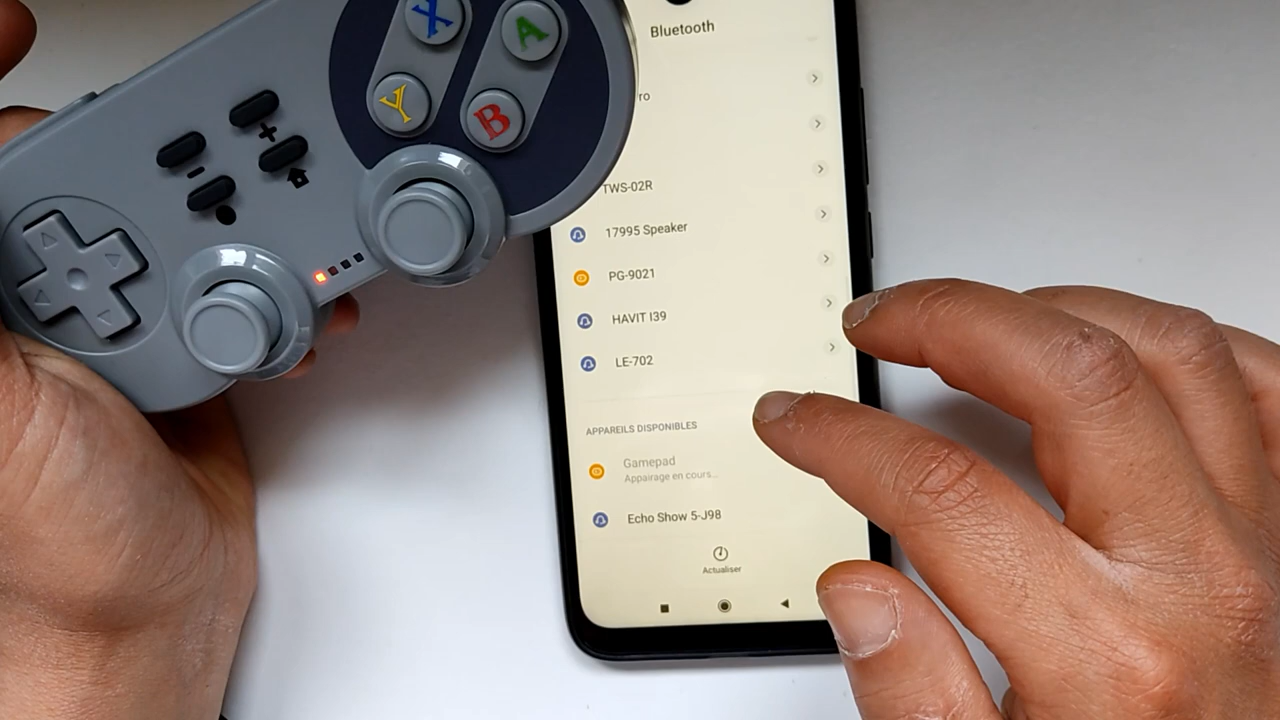 X
A
Y
B
+
-
Bluetooth
ro
TWS-02R
17995 Speaker
PG-9021
HAVIT I39
LE-702
APPAREILS DISPONIBLES
Gamepad
Appairage en cours...
Echo Show 5-J98
Actualiser